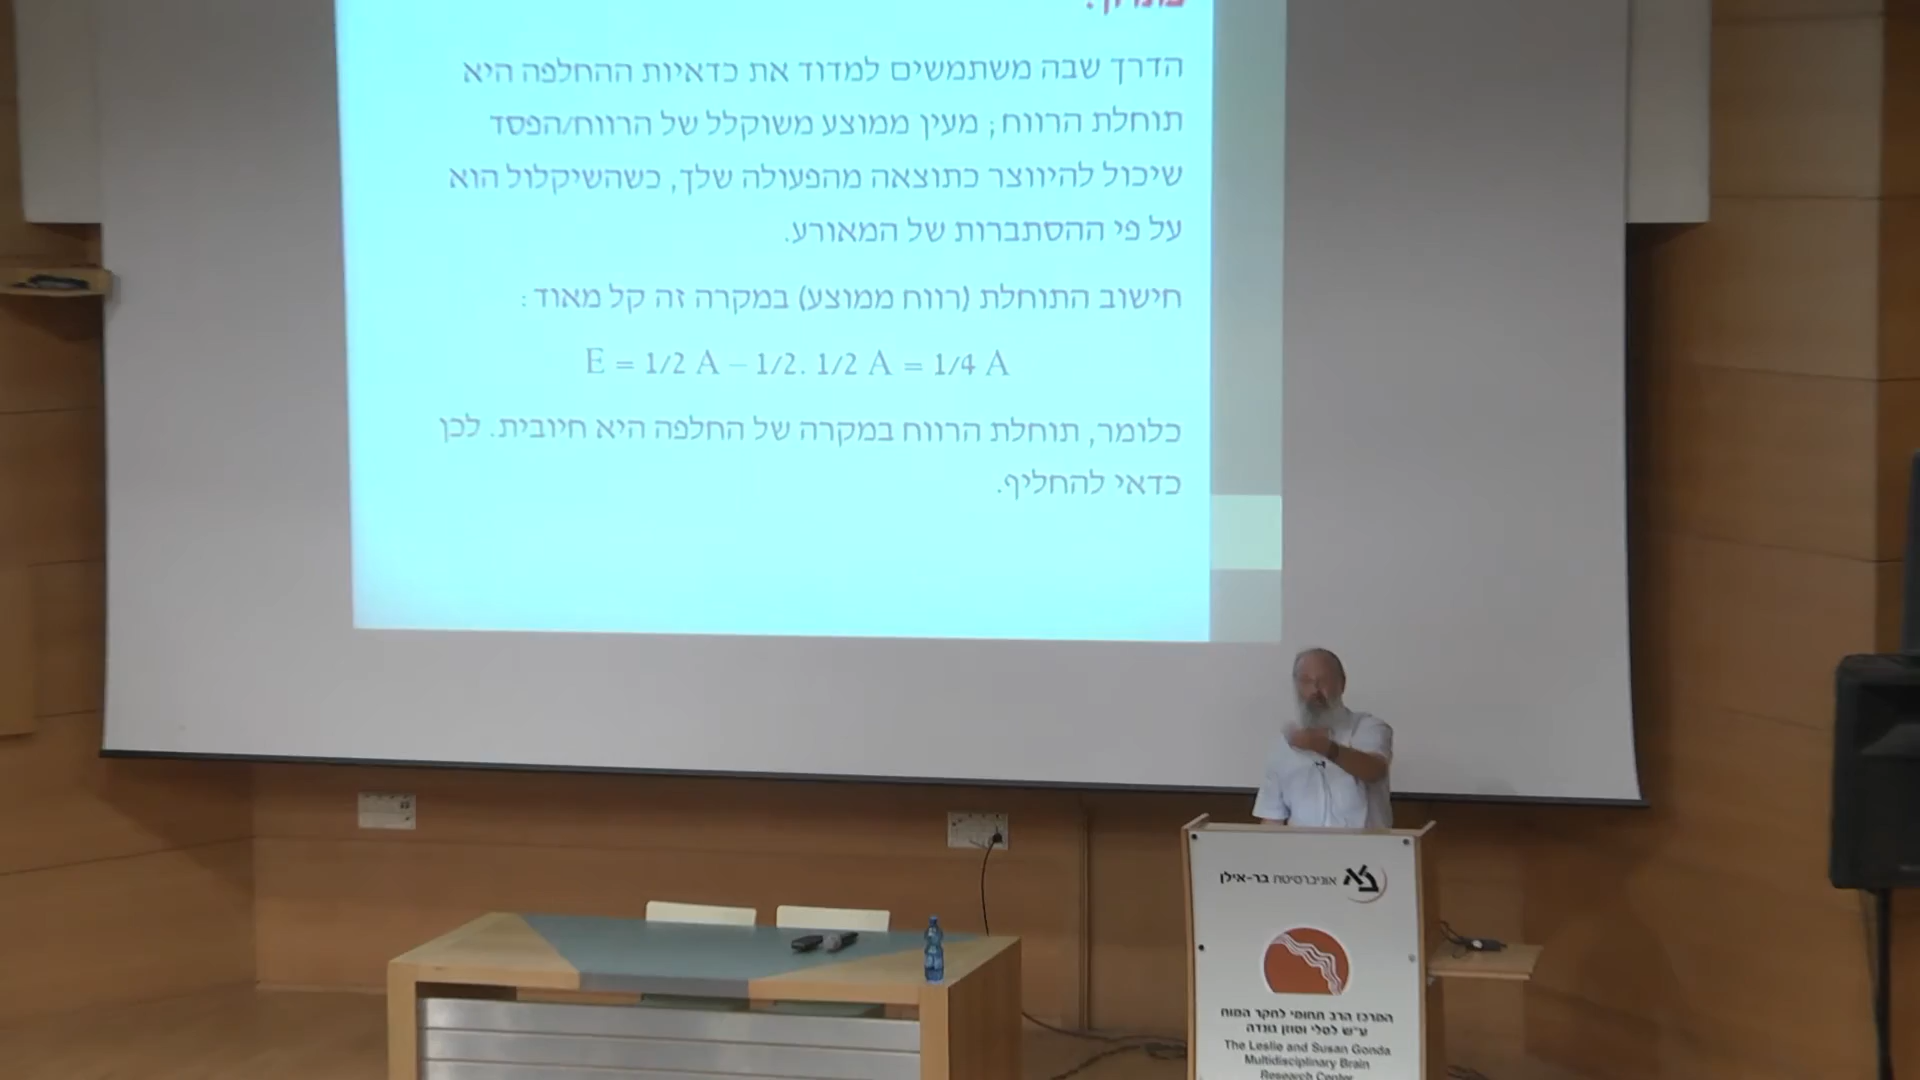 פתרון:
הדרך שבה משתמשים למדוד את כדאיות ההחלפה היא
תוחלת הרווח; מעין ממוצע משוקלל של הרווח/הפסד
שיכול להיווצר כתוצאה מהפעולה שלך, כשהשיקלול הוא
על פי ההסתברות של המאורע.
חישוב התוחלת (רווח ממוצע) במקרה זה קל מאוד:
E = 1/2 A – 1/2. 1/2 A = 1/4 A
כלומר, תוחלת הרווח במקרה של החלפה היא חיובית. לכן
כדאי להחליף.
אוניברסיטת בר-אילן
המרכז הרב תחומי לחקר המוח
ע״ש לסלי וסוזן גונדה
The Leslie and Susan Gonda
Multidisciplinary Brain
Research Center